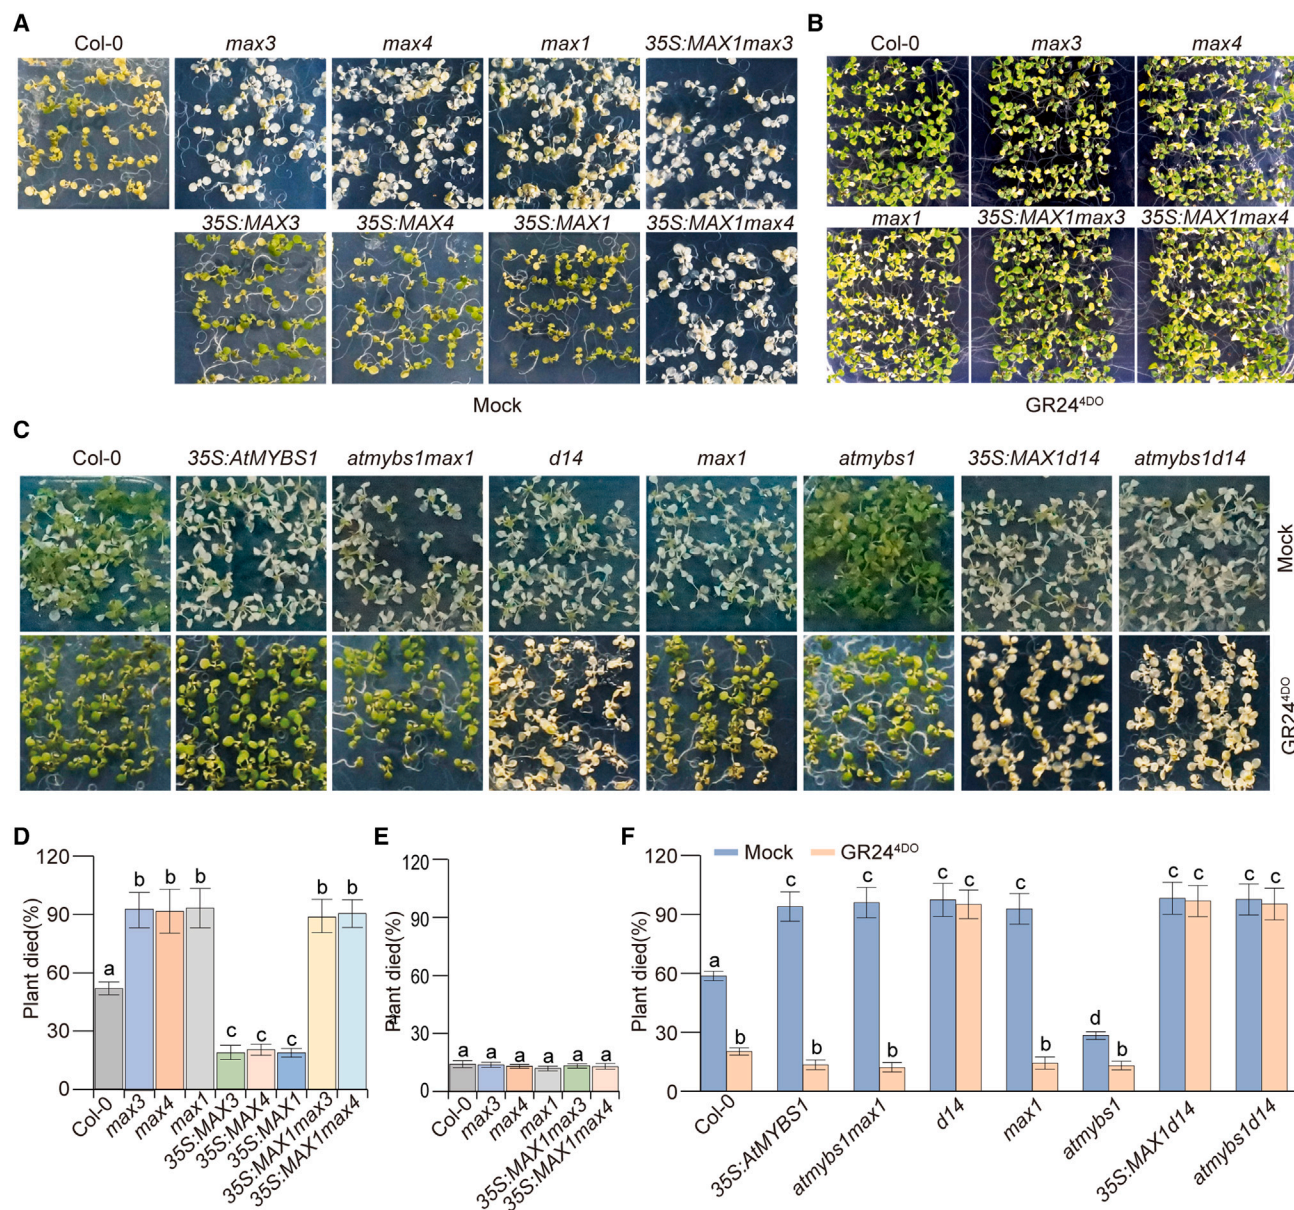 A
Col-0 max3 max4 max1 35S:MAX1max3
35S:MAX3 35S:MAX4 35S:MAX1 35S:MAX1max4
Mock
B
Col-0 max3 max4
max1 35S:MAX1max3 35S:MAX1max4
GR24⁴ᴰᴼ
C
Col-0 35S:AtMYBS1 atmybs1max1 d14 max1 atmybs1 35S:MAX1d14 atmybs1d14
Mock
GR24⁴ᴰᴼ
D
Plant died(%)
120
90
60
30
0
a b b b c c c b b
Col-0 max3 max4 max1 35S:MAX3 35S:MAX4 35S:MAX1 35S:MAX1max3 35S:MAX1max4
E
Plant died(%)
120
90
60
30
0
a a a a a a
Col-0 max3 max4 max1 35S:MAX1max3 35S:MAX1max4
F
Mock GR24⁴ᴰᴼ
Plant died(%)
120
90
60
30
0
a b c b c b c c c b d b c c c c
Col-0 35S:AtMYBS1 atmybs1max1 d14 max1 atmybs1 35S:MAX1d14 atmybs1d14